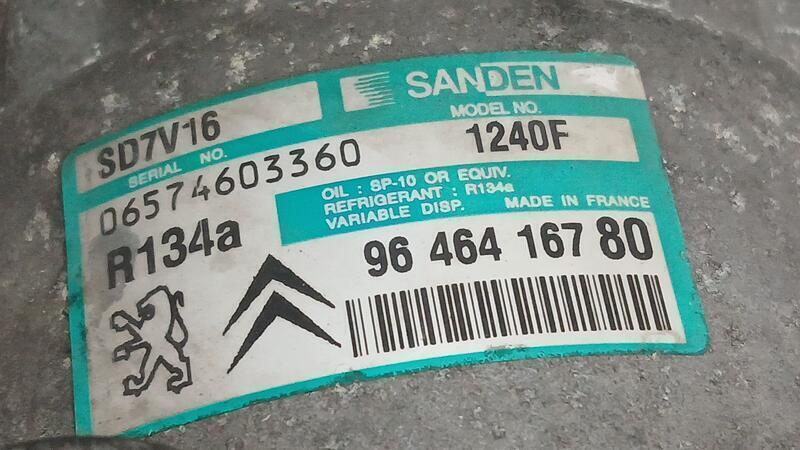 SANDEN
SD7V16
MODEL NO.
SERIAL NO.
1240F
06574603360
OIL : SP-10 OR EQUIV.
REFRIGERANT : R134a
VARIABLE DISP. MADE IN FRANCE
R134a
96 464 167 80